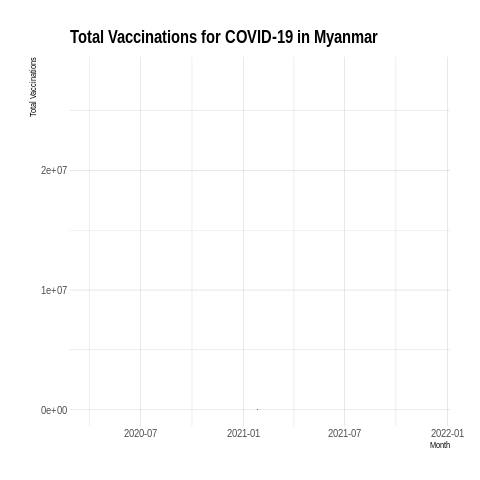 Total Vaccinations for COVID-19 in Myanmar
Total Vaccinations
2e+07
1e+07
0e+00
2020-07 2021-01 2021-07 2022-01
Month